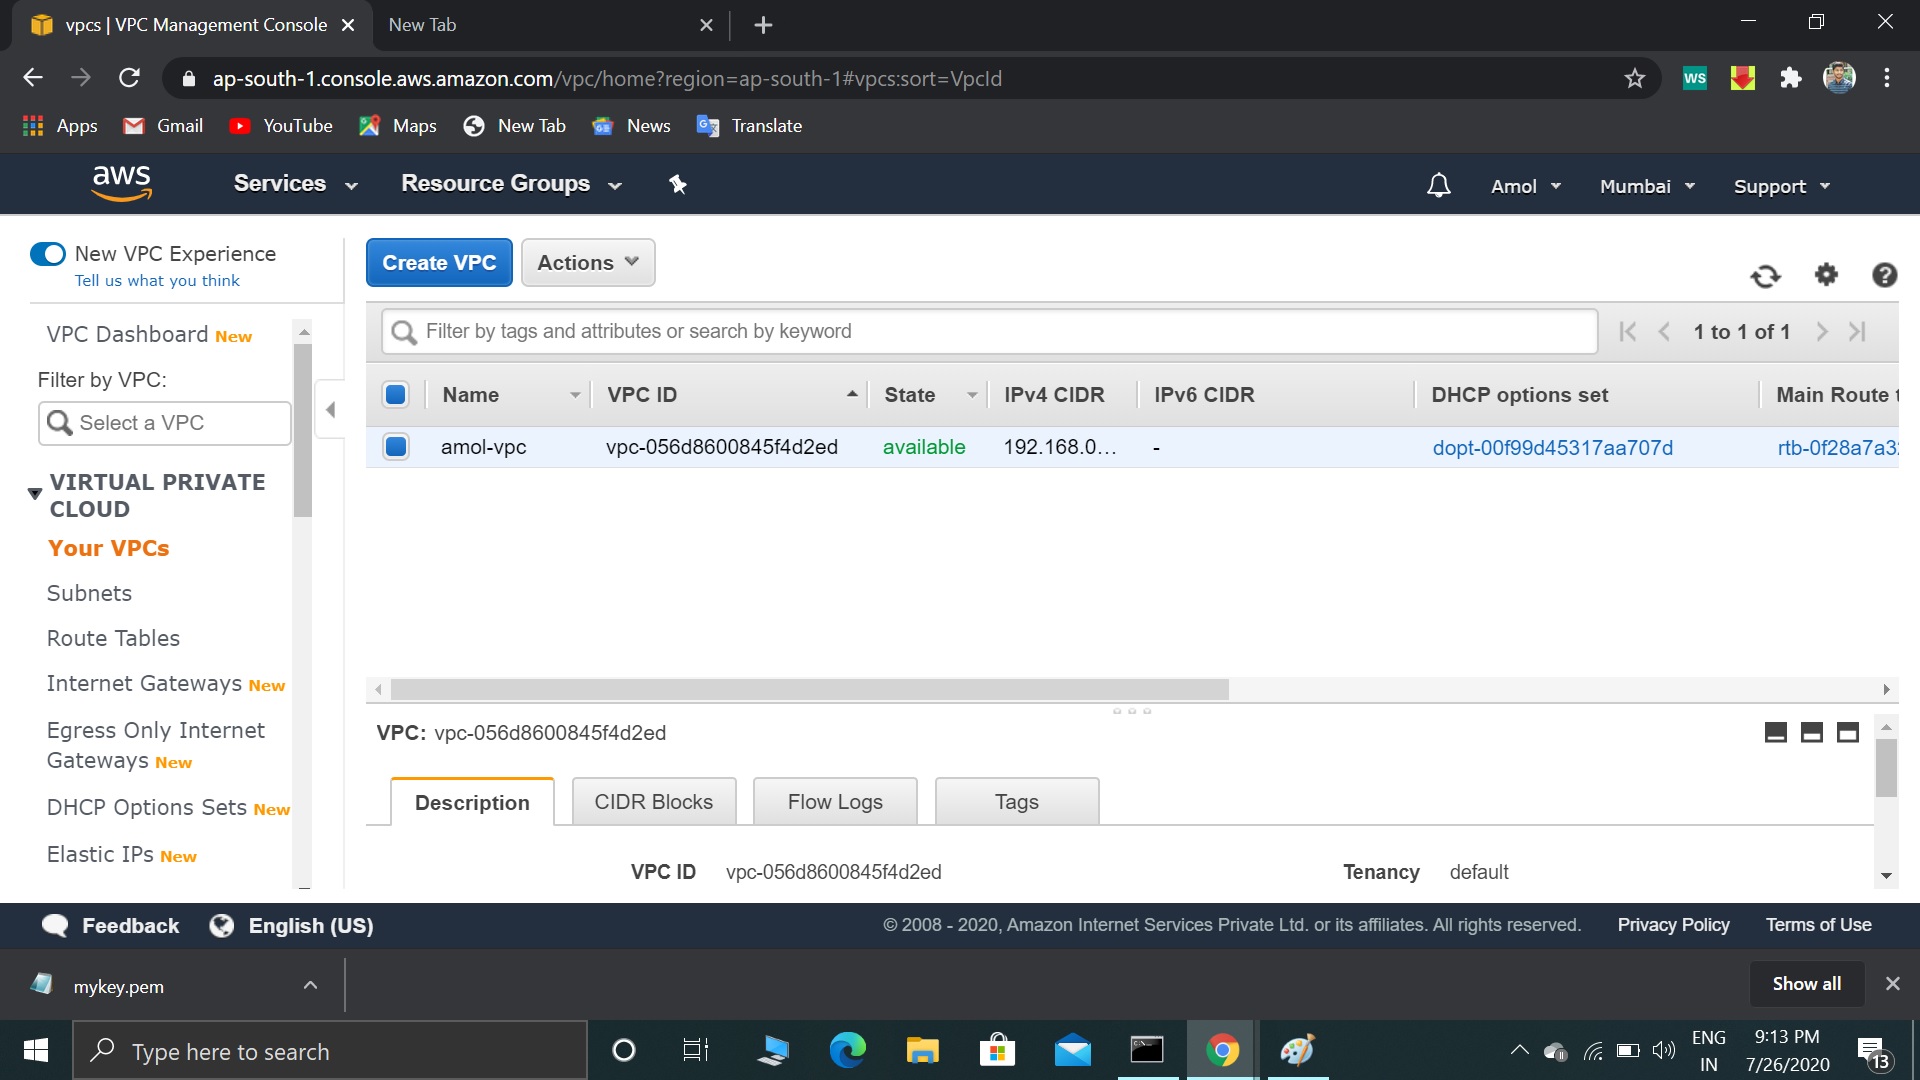 vpcs | VPC Management Console
New Tab
ap-south-1.console.aws.amazon.com/vpc/home?region=ap-south-1#vpcs:sort=VpcId
WS
Apps Gmail YouTube Maps New Tab News Translate
aws Services Resource Groups Amol Mumbai Support
New VPC Experience
Tell us what you think
VPC Dashboard New
Filter by VPC:
Select a VPC
VIRTUAL PRIVATE
CLOUD
Your VPCs
Subnets
Route Tables
Internet Gateways New
Egress Only Internet
Gateways New
DHCP Options Sets New
Elastic IPs New
Create VPC Actions
Filter by tags and attributes or search by keyword
1 to 1 of 1
Name VPC ID State IPv4 CIDR IPv6 CIDR DHCP options set Main Route t
amol-vpc vpc-056d8600845f4d2ed available 192.168.0... - dopt-00f99d45317aa707d rtb-0f28a7a3
VPC: vpc-056d8600845f4d2ed
Description CIDR Blocks Flow Logs Tags
VPC ID vpc-056d8600845f4d2ed Tenancy default
Feedback English (US)
© 2008 - 2020, Amazon Internet Services Private Ltd. or its affiliates. All rights reserved. Privacy Policy Terms of Use
mykey.pem
Show all
Type here to search
ENG
IN
9:13 PM
7/26/2020
13